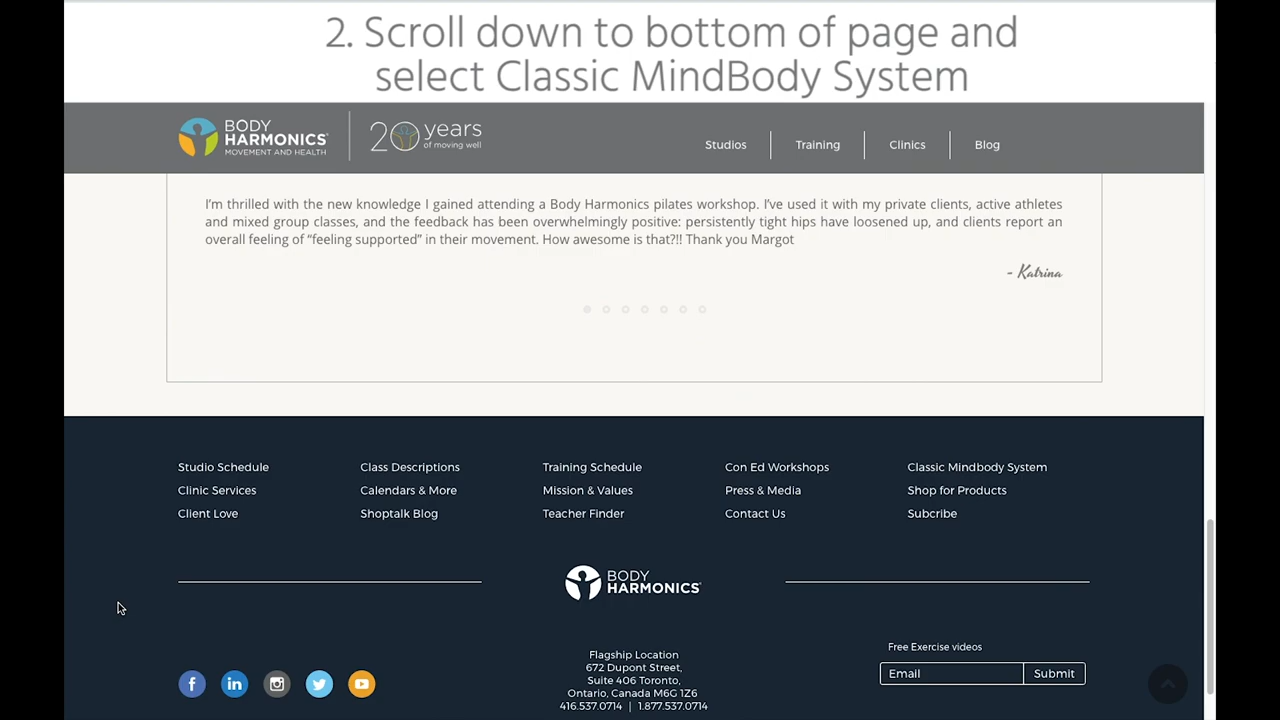 2. Scroll down to bottom of page and
select Classic MindBody System
BODY
HARMONICS
MOVEMENT AND HEALTH
20 years
of moving well
Studios
Training
Clinics
Blog
I'm thrilled with the new knowledge I gained attending a Body Harmonics pilates workshop. I've used it with my private clients, active athletes
and mixed group classes, and the feedback has been overwhelmingly positive: persistently tight hips have loosened up, and clients report an
overall feeling of “feeling supported” in their movement. How awesome is that?!! Thank you Margot
- Katrina
Studio Schedule
Class Descriptions
Training Schedule
Con Ed Workshops
Classic Mindbody System
Clinic Services
Calendars & More
Mission & Values
Press & Media
Shop for Products
Client Love
Shoptalk Blog
Teacher Finder
Contact Us
Subcribe
BODY
HARMONICS
Free Exercise videos
Email
Submit
Flagship Location
672 Dupont Street,
Suite 406 Toronto,
Ontario, Canada M6G 1Z6
416.537.0714 | 1.877.537.0714